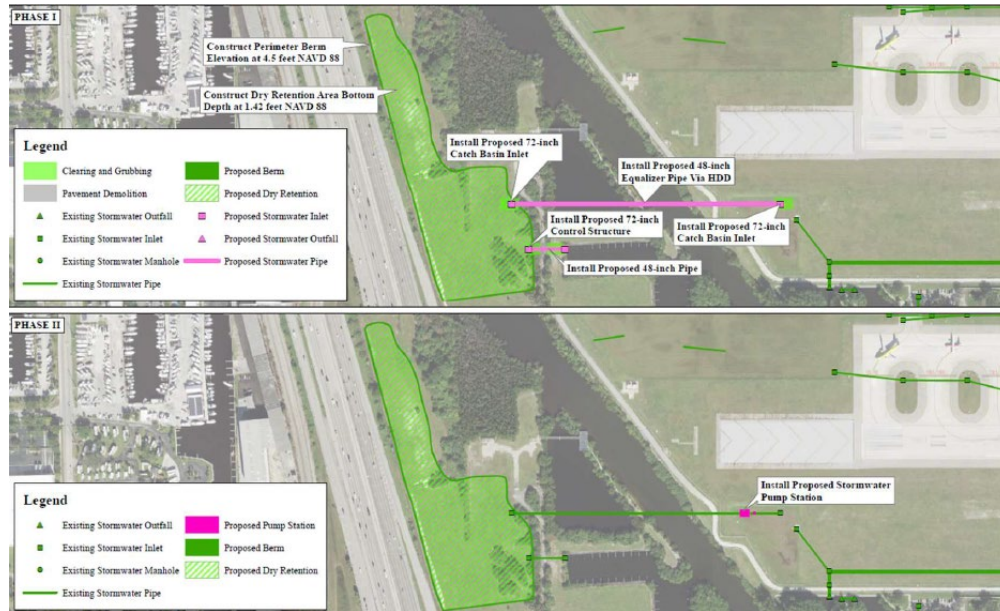 PHASE I
Construct Perimeter Berm
Elevation at 4.5 feet NAVD 88
Construct Dry Retention Area Bottom
Depth at 1.42 feet NAVD 88
Install Proposed 72-inch
Catch Basin Inlet
Install Proposed 48-inch
Equalizer Pipe Via HDD
Install Proposed 72-inch
Control Structure
Install Proposed 72-inch
Catch Basin Inlet
Install Proposed 48-inch Pipe
Legend
Clearing and Grubbing
Proposed Berm
Pavement Demolition
Proposed Dry Retention
Existing Stormwater Outfall
Proposed Stormwater Inlet
Existing Stormwater Inlet
Proposed Stormwater Outfall
Existing Stormwater Manhole
Proposed Stormwater Pipe
Existing Stormwater Pipe
PHASE II
Install Proposed Stormwater
Pump Station
Legend
Existing Stormwater Outfall
Proposed Pump Station
Existing Stormwater Inlet
Proposed Berm
Existing Stormwater Manhole
Proposed Dry Retention
Existing Stormwater Pipe